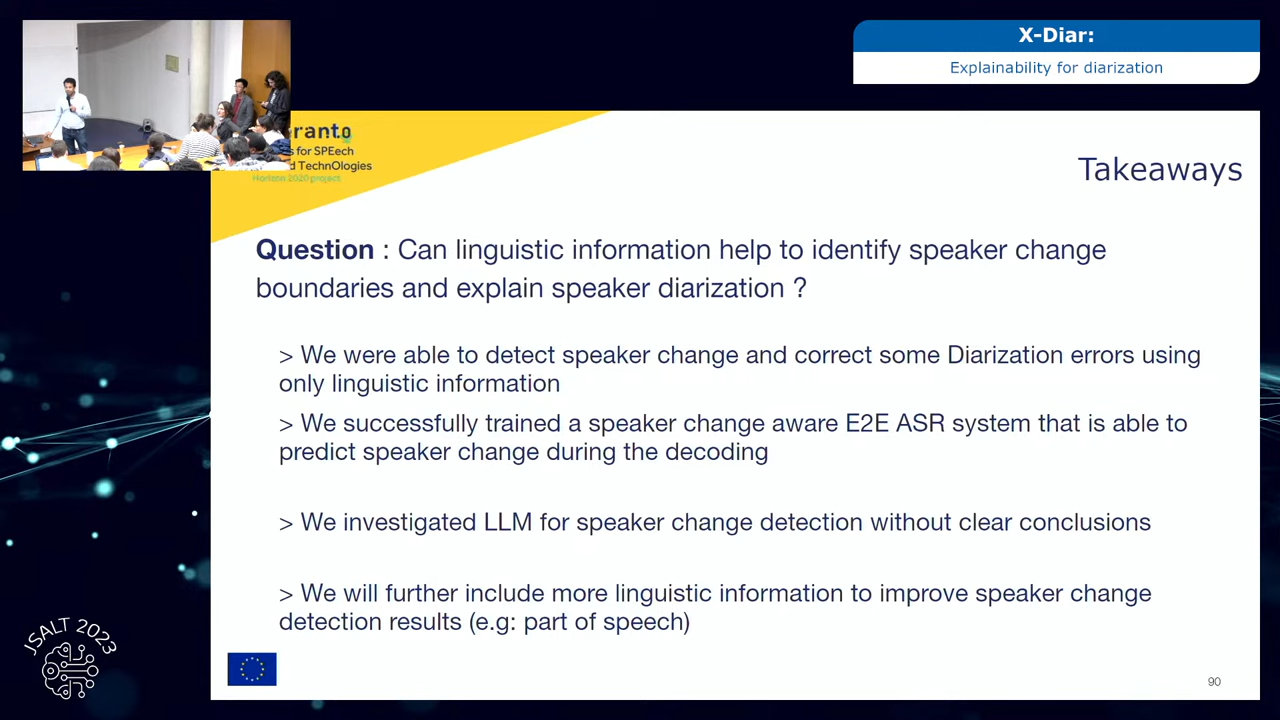 X-Diar:
Explainability for diarization
ranto
s for SPEech
d TechnOlogies
Horizon 2020 project
Takeaways
Question : Can linguistic information help to identify speaker change
boundaries and explain speaker diarization ?
> We were able to detect speaker change and correct some Diarization errors using
only linguistic information
> We successfully trained a speaker change aware E2E ASR system that is able to
predict speaker change during the decoding
> We investigated LLM for speaker change detection without clear conclusions
> We will further include more linguistic information to improve speaker change
detection results (e.g: part of speech)
JSALT 2023
90